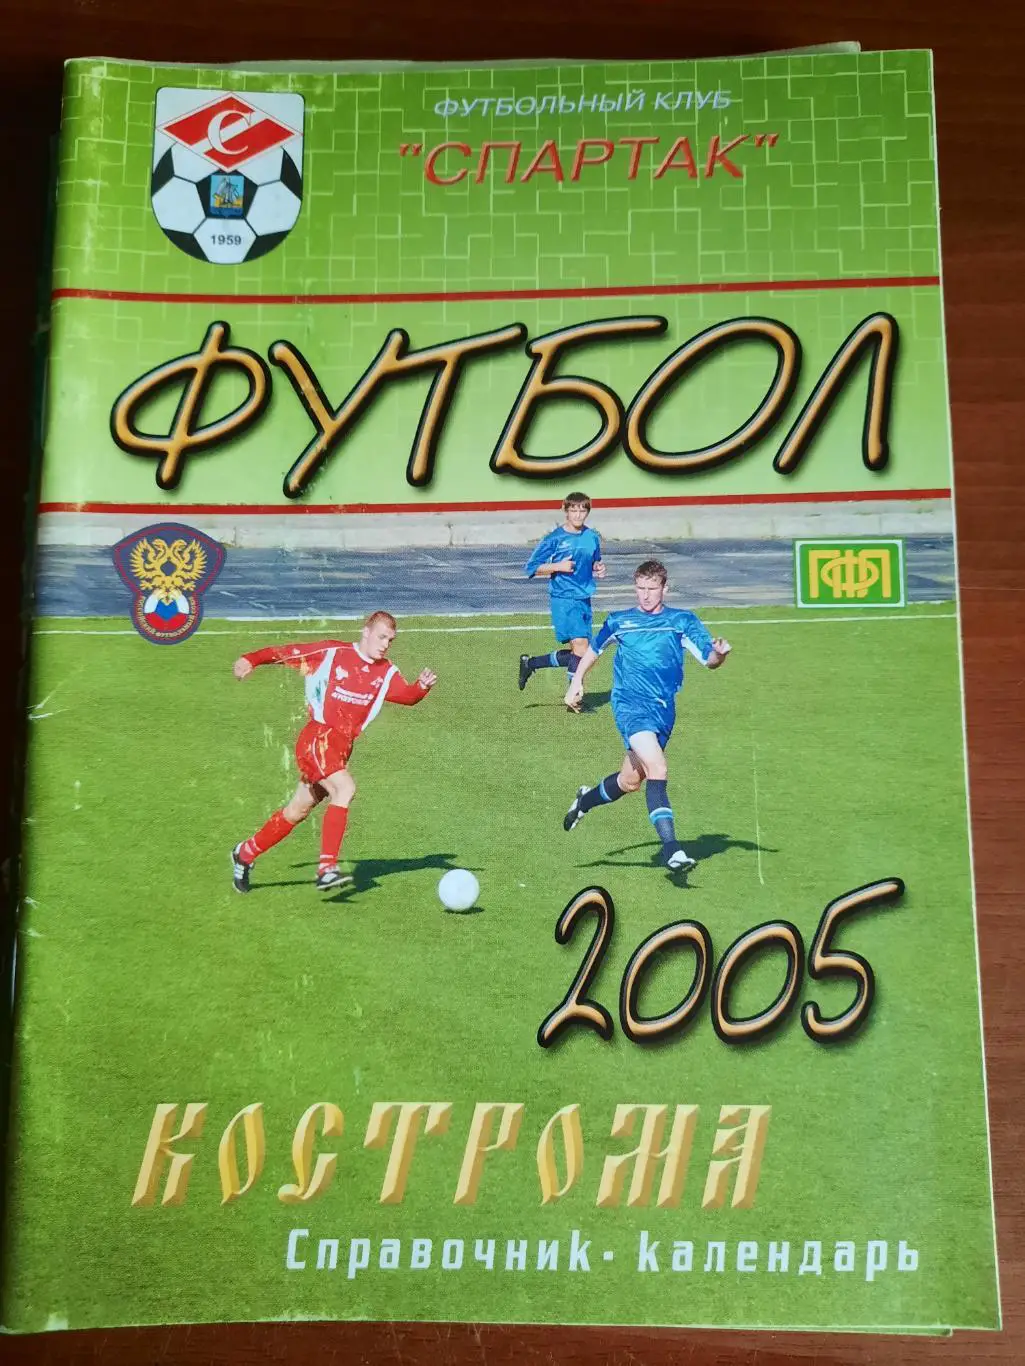 ФУТБОЛЬНЫЙ КЛУБ
"СПАРТАК"
С
1959
ФУТБОЛ
ПФЛ
2005
КОСТРОМА
Справочник - календарь